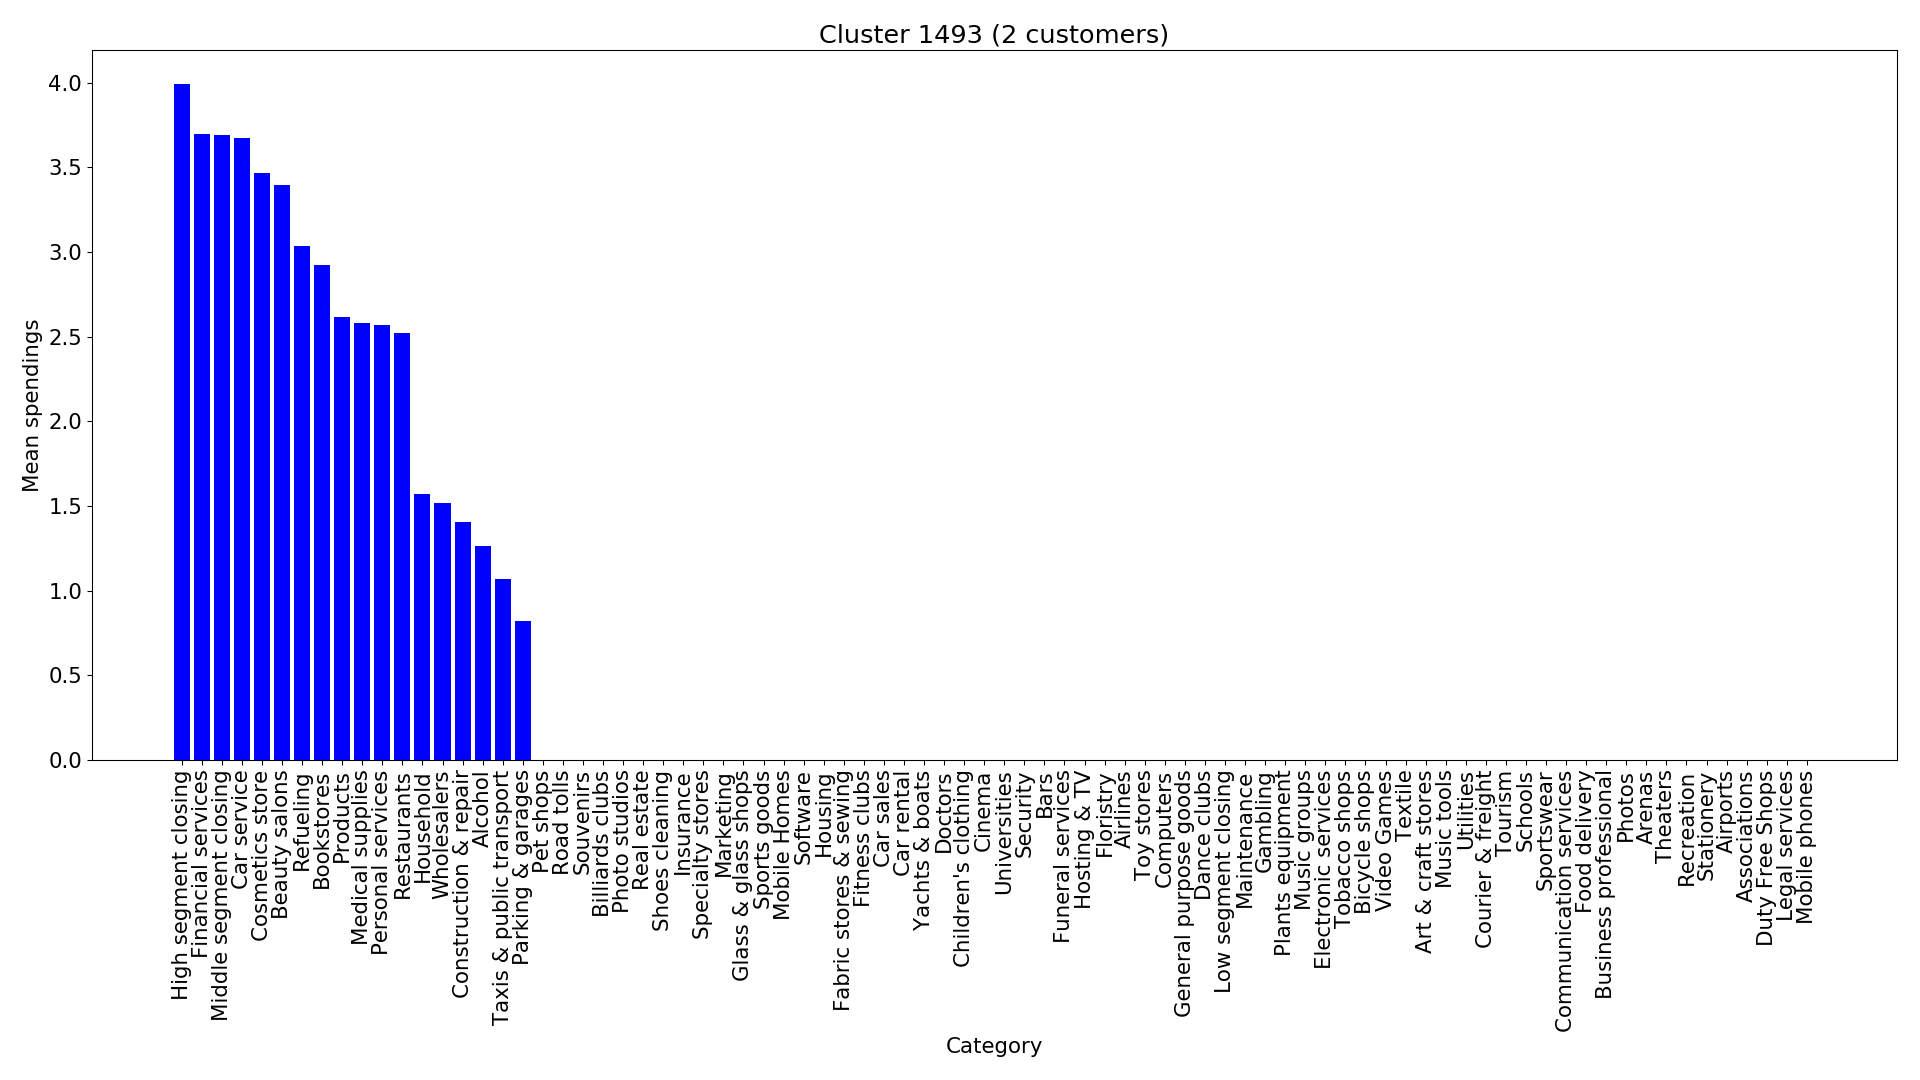 Cluster 1493 (2 customers)
4.0
3.5
3.0
2.5
2.0
1.5
1.0
0.5
0.0
Mean spendings
High segment closing
Financial services
Middle segment closing
Car service
Cosmetics store
Beauty salons
Refueling
Bookstores
Products
Medical supplies
Personal services
Restaurants
Household
Wholesalers
Construction & repair
Alcohol
Taxis & public transport
Parking & garages
Pet shops
Road tolls
Souvenirs
Billiards clubs
Photo studios
Real estate
Shoes cleaning
Insurance
Specialty stores
Marketing
Glass & glass shops
Sports goods
Mobile Homes
Software
Housing
Fabric stores & sewing
Fitness clubs
Car sales
Car rental
Yachts & boats
Doctors
Children's clothing
Cinema
Universities
Security
Bars
Funeral services
Hosting & TV
Floristry
Airlines
Toy stores
Computers
General purpose goods
Dance clubs
Low segment closing
Maintenance
Gambling
Plants equipment
Music groups
Electronic services
Tobacco shops
Bicycle shops
Video Games
Textile
Art & craft stores
Music tools
Utilities
Courier & freight
Tourism
Schools
Sportswear
Communication services
Food delivery
Business professional
Photos
Arenas
Theaters
Recreation
Stationery
Airports
Associations
Duty Free Shops
Legal services
Mobile phones
Category